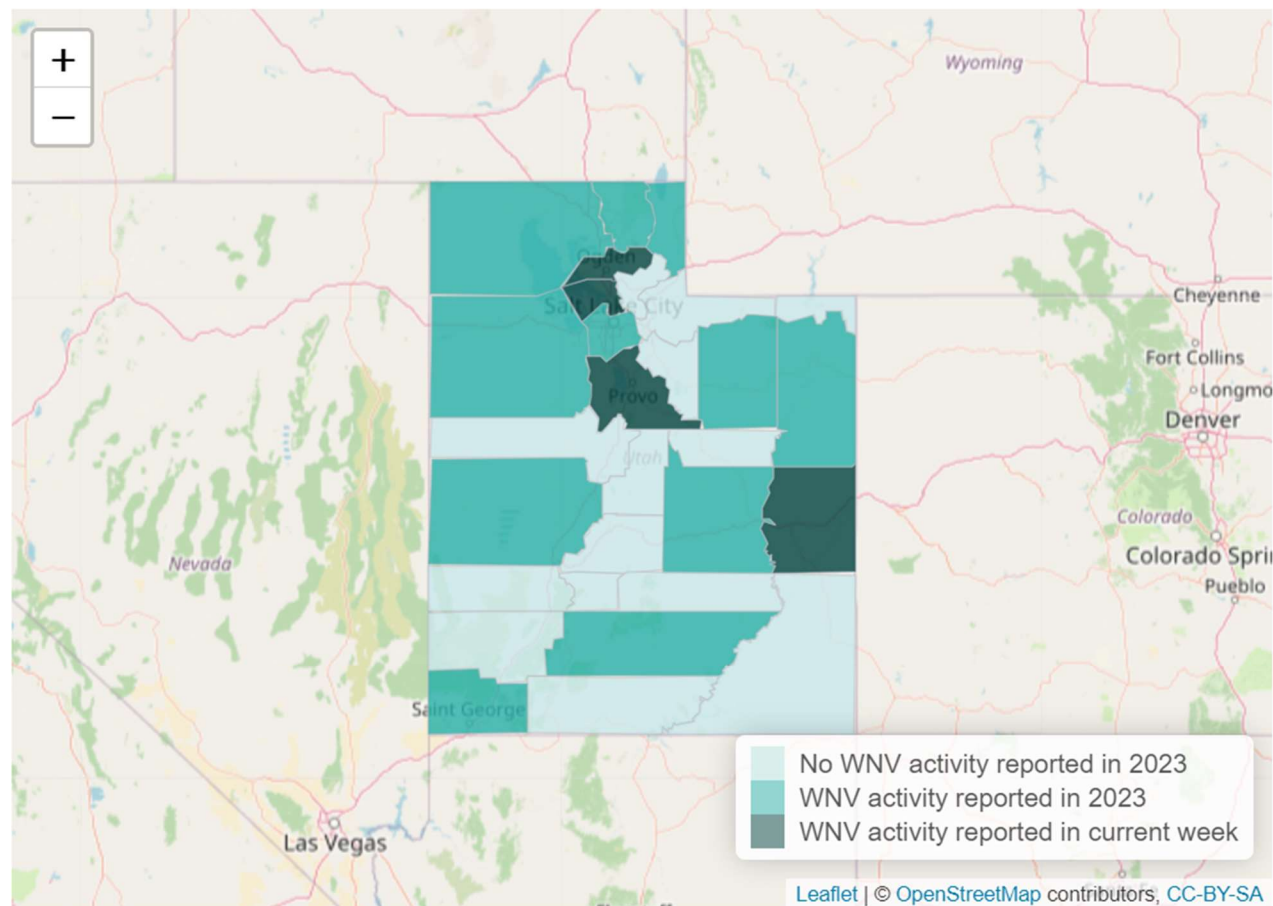 +
−
Wyoming
Ogden
Salt Lake City
Cheyenne
Fort Collins
Longmo
Provo
Denver
Utah
Nevada
Colorado
Colorado Sprin
Pueblo
Saint George
No WNV activity reported in 2023
WNV activity reported in 2023
WNV activity reported in current week
Las Vegas
Leaflet | © OpenStreetMap contributors, CC-BY-SA